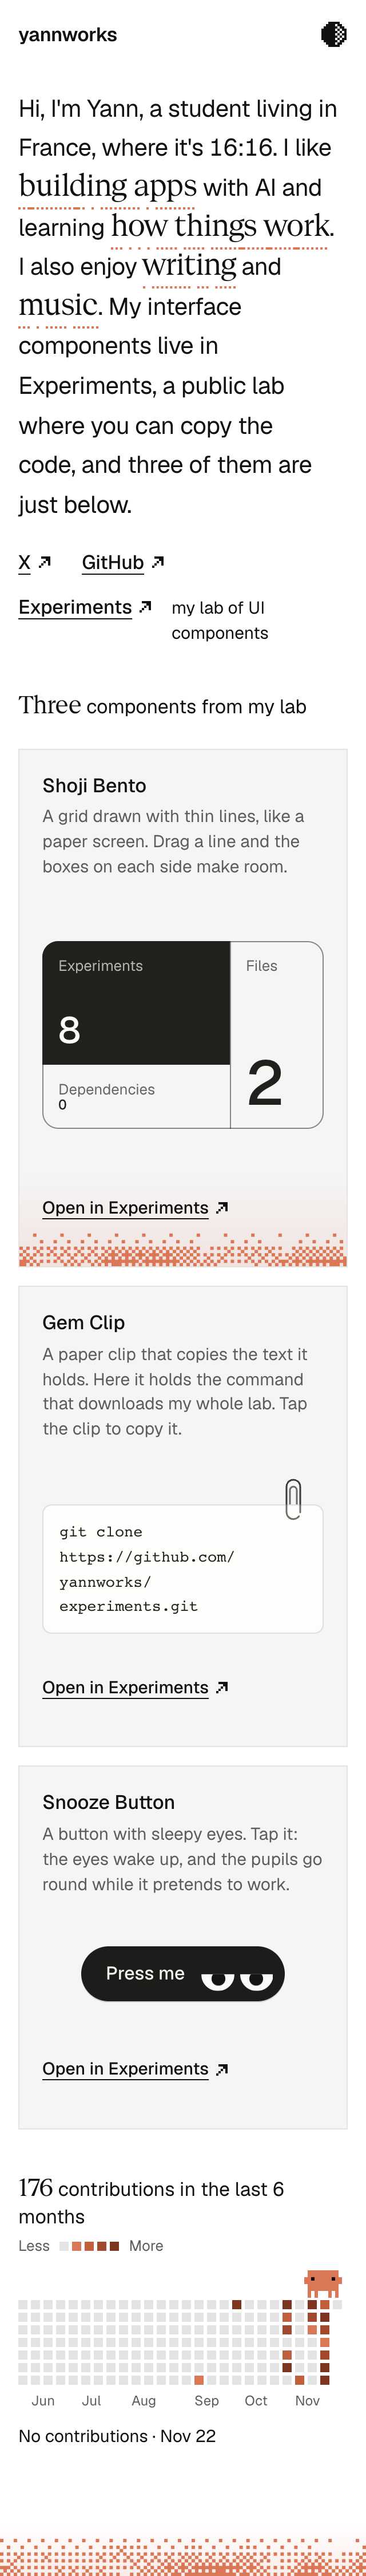 yannworks
Hi, I'm Yann, a student living in
France, where it's 16:16. I like
building apps with AI and
learning how things work.
I also enjoy writing and
music. My interface
components live in
Experiments, a public lab
where you can copy the
code, and three of them are
just below.
X
GitHub
Experiments
my lab of UI
components
Three components from my lab
Shoji Bento
A grid drawn with thin lines, like a
paper screen. Drag a line and the
boxes on each side make room.
Experiments
8
Files
2
Dependencies
0
Open in Experiments
Gem Clip
A paper clip that copies the text it
holds. Here it holds the command
that downloads my whole lab. Tap
the clip to copy it.
git clone
https://github.com/
yannworks/
experiments.git
Open in Experiments
Snooze Button
A button with sleepy eyes. Tap it:
the eyes wake up, and the pupils go
round while it pretends to work.
Press me
Open in Experiments
176 contributions in the last 6
months
Less More
Jun Jul Aug Sep Oct Nov
No contributions · Nov 22